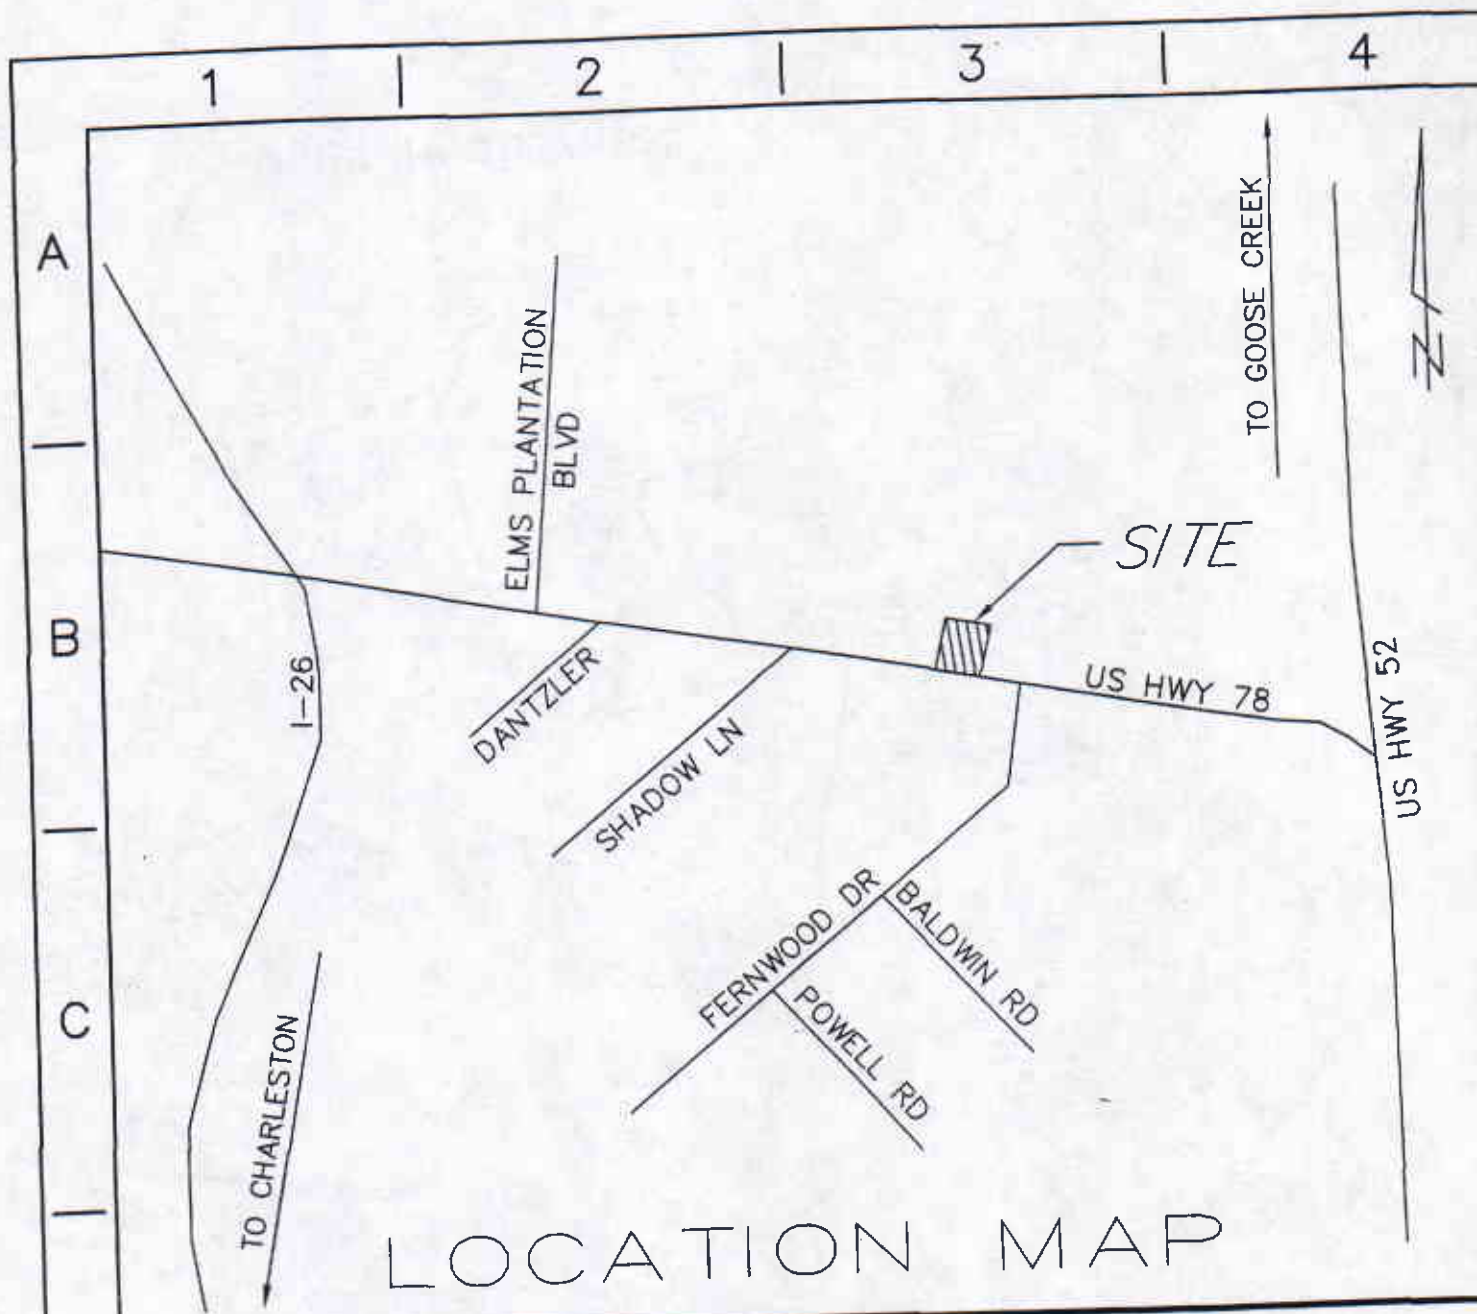 1 2 3 4
A
B
C
TO GOOSE CREEK
N
ELMS PLANTATION
BLVD
SITE
I-26
DANTZLER
SHADOW LN
US HWY 78
US HWY 52
FERNWOOD DR
BALDWIN RD
POWELL RD
TO CHARLESTON
LOCATION MAP